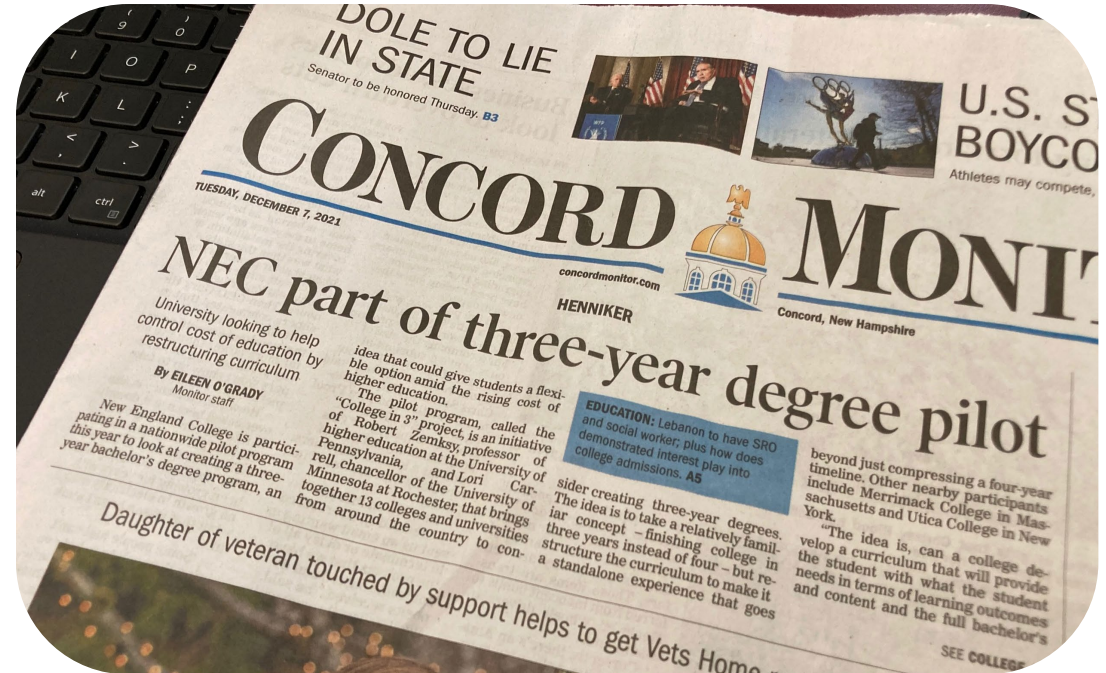 (
9
)
0
I
O
P
K
L
:
;
<
,
>
.
alt
ctrl
DOLE TO LIE
IN STATE
Senator to be honored Thursday. B3
U.S.
BOYCO
Athletes may compete,
CONCORD
MONIT
TUESDAY, DECEMBER 7, 2021
concordmonitor.com
Concord, New Hampshire
HENNIKER
NEC part of three-year degree pilot
University looking to help
control cost of education by
restructuring curriculum
By EILEEN O'GRADY
Monitor staff
New England College is partici-
pating in a nationwide pilot program
this year to look at creating a three-
year bachelor's degree program, an
idea that could give students a flexi-
ble option amid the rising cost of
higher education.
The pilot program, called the
"College in 3" project, is an initiative
of Robert Zemksy, professor of
higher education at the University of
Pennsylvania, and Lori Car-
rell, chancellor of the University of
Minnesota at Rochester, that brings
together 13 colleges and universities
from around the country to con-
EDUCATION: Lebanon to have SRO
and social worker; plus how does
demonstrated interest play into
college admissions. A5
sider creating three-year degrees.
The idea is to take a relatively famil-
iar concept – finishing college in
three years instead of four – but re-
structure the curriculum to make it
a standalone experience that goes
beyond just compressing a four-year
timeline. Other nearby participants
include Merrimack College in Mas-
sachusetts and Utica College in New
York.
"The idea is, can a college de-
velop a curriculum that will provide
the student with what the student
needs in terms of learning outcomes
and content and the full bachelor's
SEE COLLEGE
Daughter of veteran touched by support helps to get Vets Home